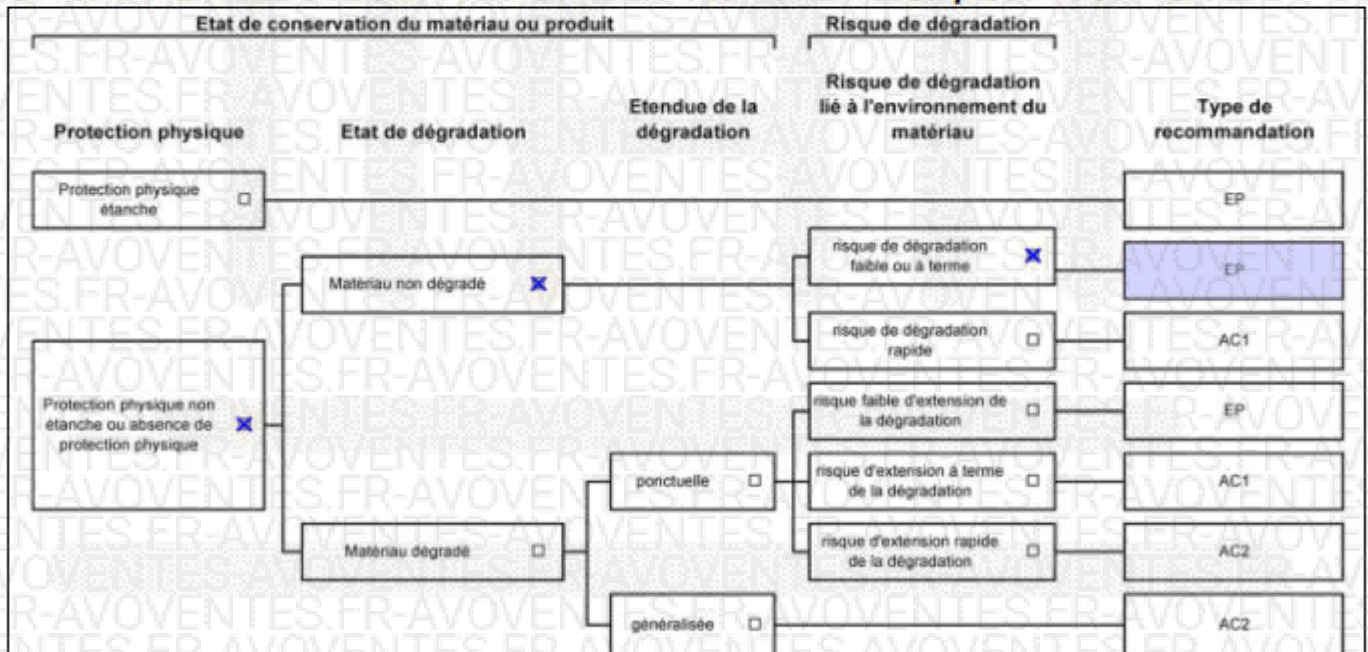 Etat de conservation du matériau ou produit
Risque de dégradation
Protection physique
Etat de dégradation
Etendue de la
dégradation
Risque de dégradation
lié à l'environnement du
matériau
Type de
recommandation
Protection physique
étanche
EP
risque de dégradation
faible ou à terme
EP
Matériau non dégradé
risque de dégradation
rapide
AC1
Protection physique non
étanche ou absence de
protection physique
risque faible d'extension de
la dégradation
EP
ponctuelle
risque d'extension à terme
de la dégradation
AC1
Matériau dégradé
risque d'extension rapide
de la dégradation
AC2
généralisée
AC2
AVOVENTES.FR